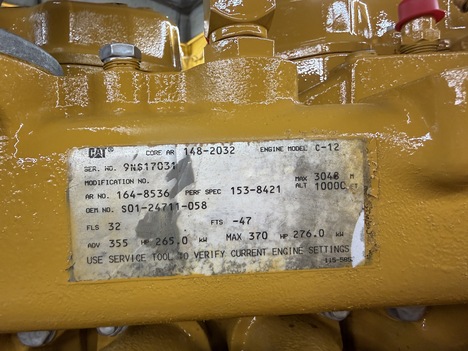 CAT CORE AR 148-2032 ENGINE MODEL C-12
SER. NO. 9NS17031
MODIFICATION NO. MAX 3048 M
AR NO. 164-8536 PERF SPEC 153-8421 ALT 10000
OEM NO. S01-24711-058
FLS 32 FTS -47
ADV 355 HP 265.0 kW MAX 370 HP 276.0 kW
USE SERVICE TOOL TO VERIFY CURRENT ENGINE SETTINGS